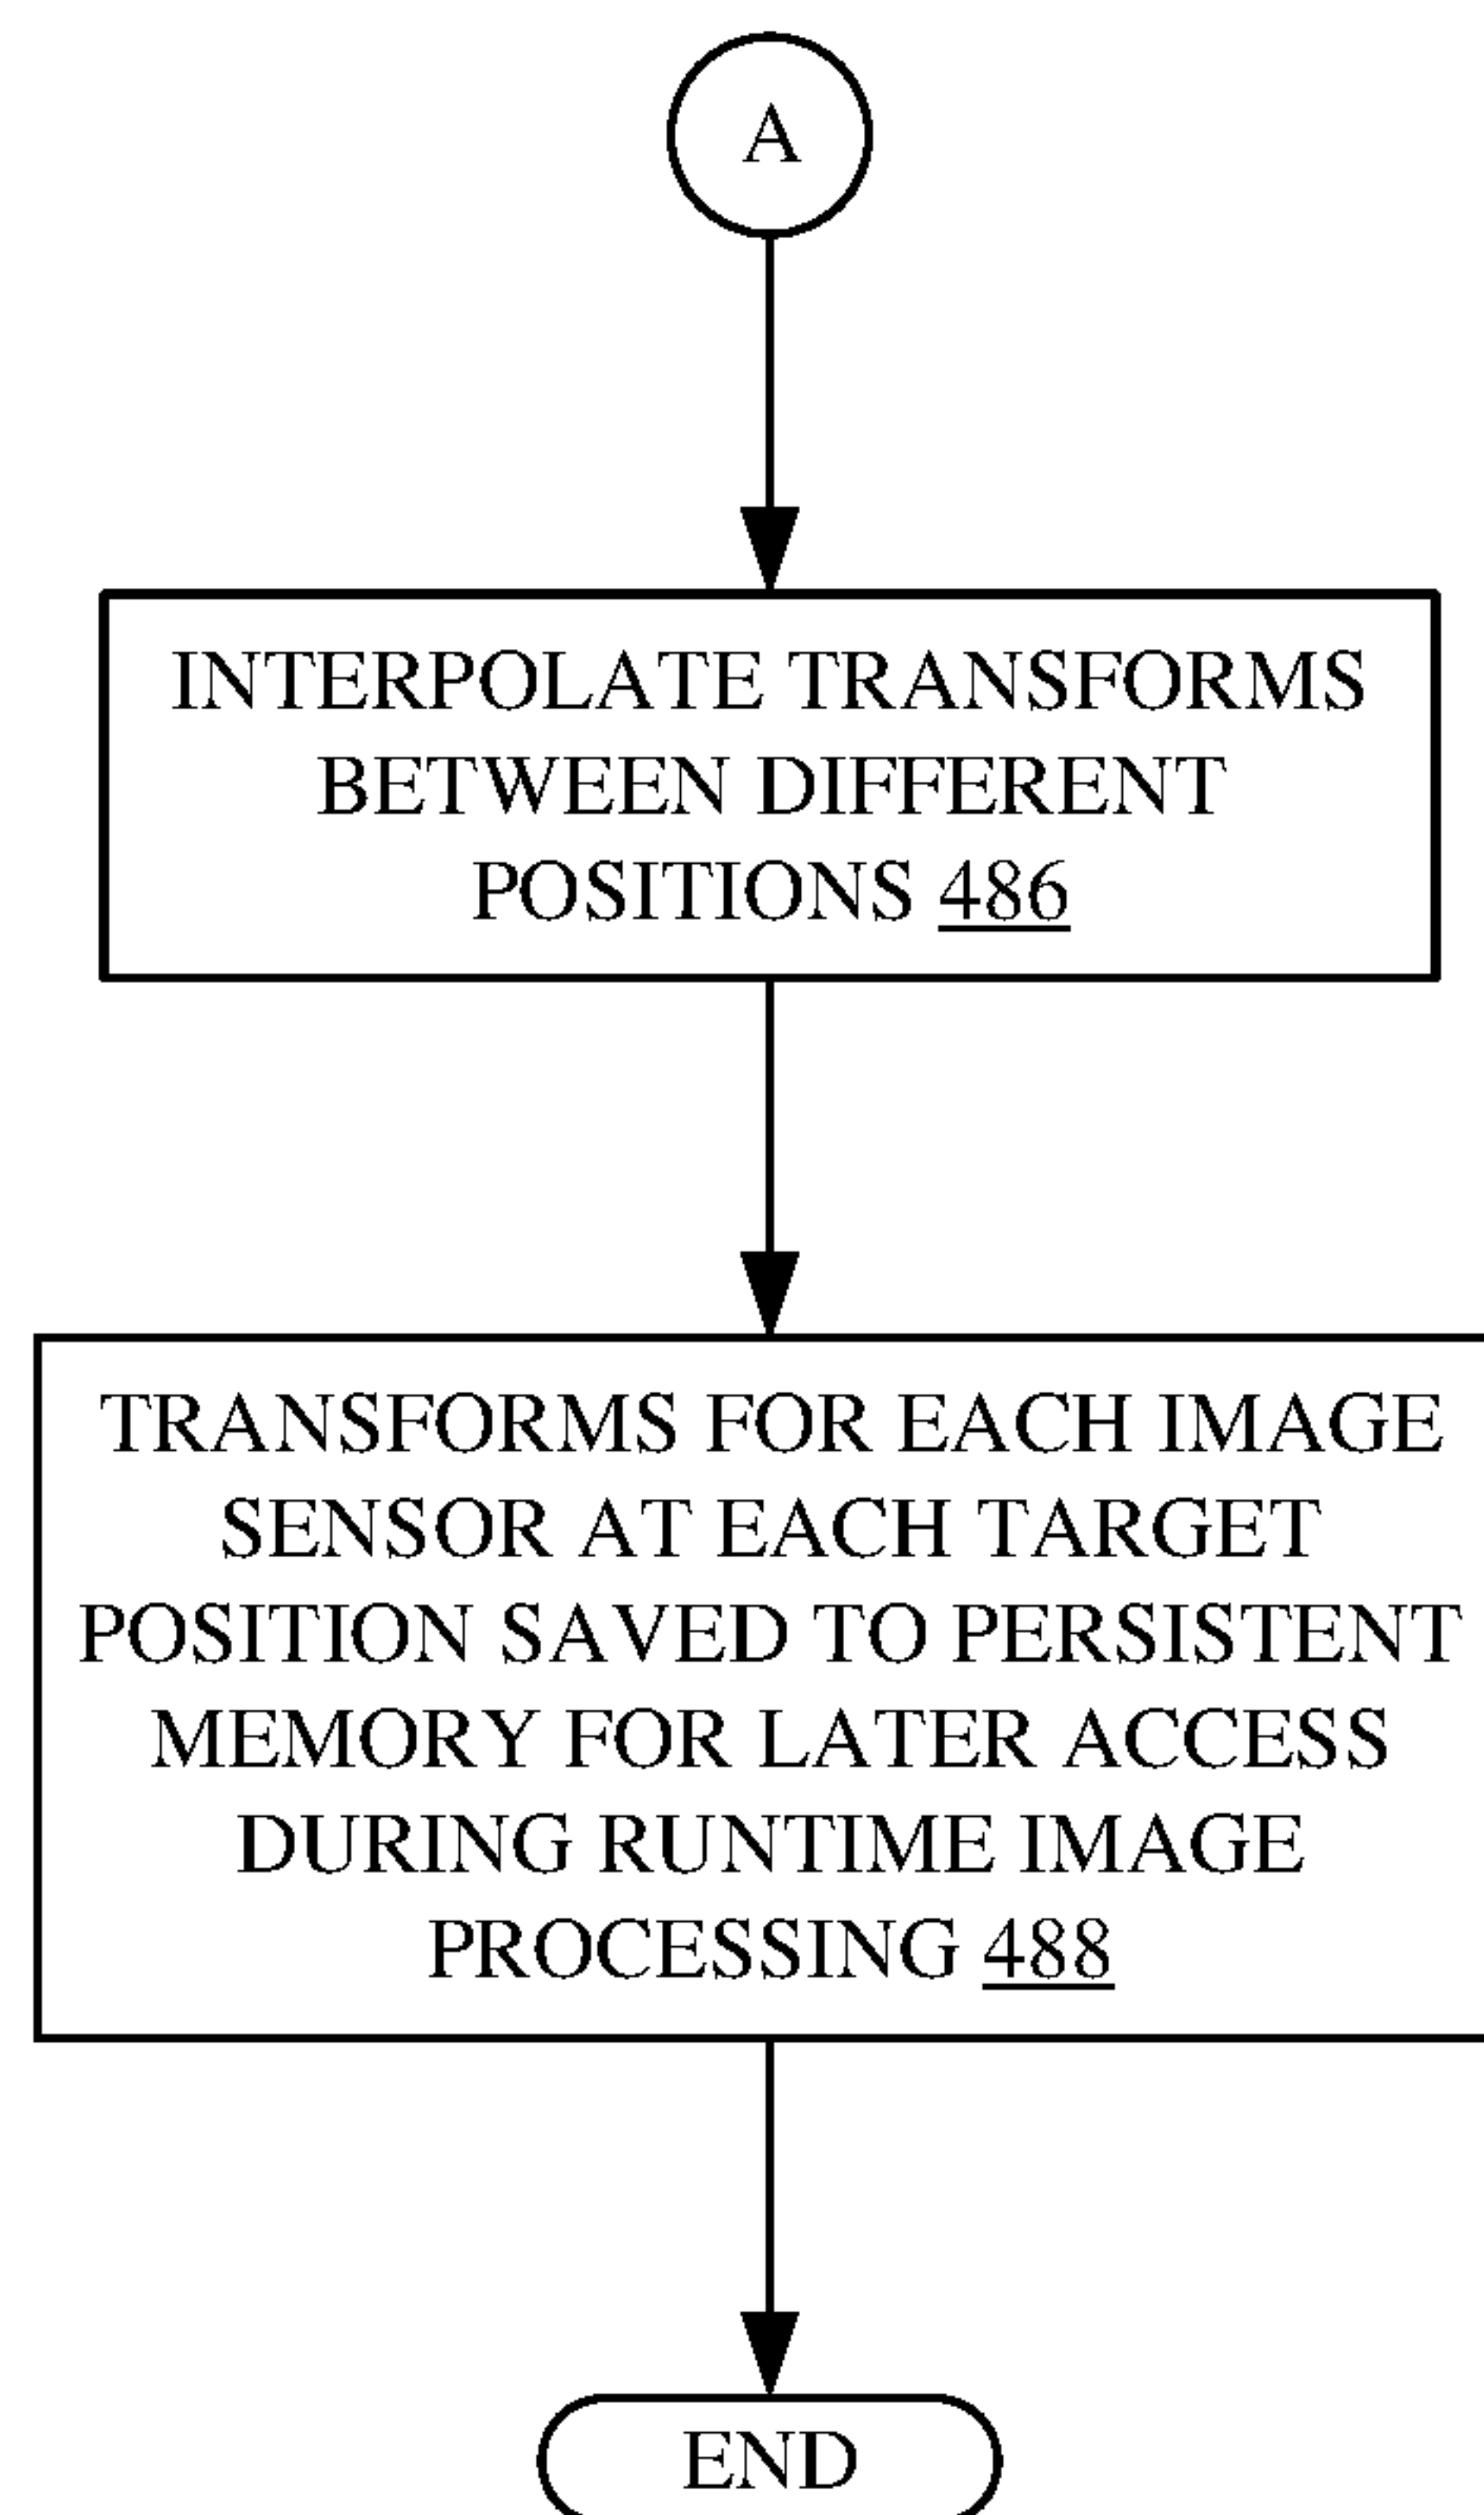 A
INTERPOLATE TRANSFORMS
BETWEEN DIFFERENT
POSITIONS 486
TRANSFORMS FOR EACH IMAGE
SENSOR AT EACH TARGET
POSITION SAVED TO PERSISTENT
MEMORY FOR LATER ACCESS
DURING RUNTIME IMAGE
PROCESSING 488
END